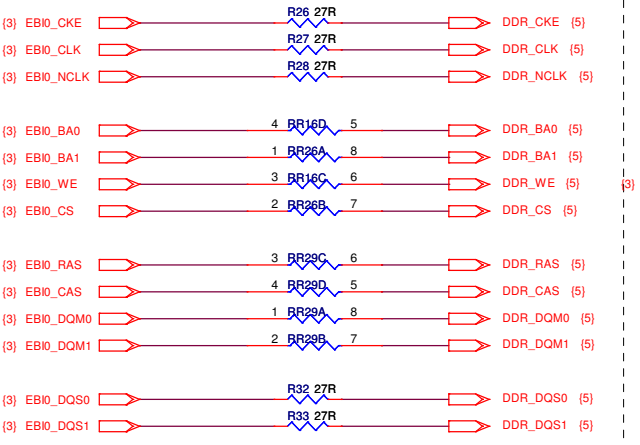 {3} EBI0_CKE R26 27R DDR_CKE {5}
{3} EBI0_CLK R27 27R DDR_CLK {5}
{3} EBI0_NCLK R28 27R DDR_NCLK {5}
{3} EBI0_BA0 4 RR16D 5 DDR_BA0 {5}
{3} EBI0_BA1 1 RR26A 8 DDR_BA1 {5}
{3} EBI0_WE 3 RR16C 6 DDR_WE {5} {3}
{3} EBI0_CS 2 RR26B 7 DDR_CS {5}
{3} EBI0_RAS 3 RR29C 6 DDR_RAS {5}
{3} EBI0_CAS 4 RR29D 5 DDR_CAS {5}
{3} EBI0_DQM0 1 RR29A 8 DDR_DQM0 {5}
{3} EBI0_DQM1 2 RR29B 7 DDR_DQM1 {5}
{3} EBI0_DQS0 R32 27R DDR_DQS0 {5}
{3} EBI0_DQS1 R33 27R DDR_DQS1 {5}